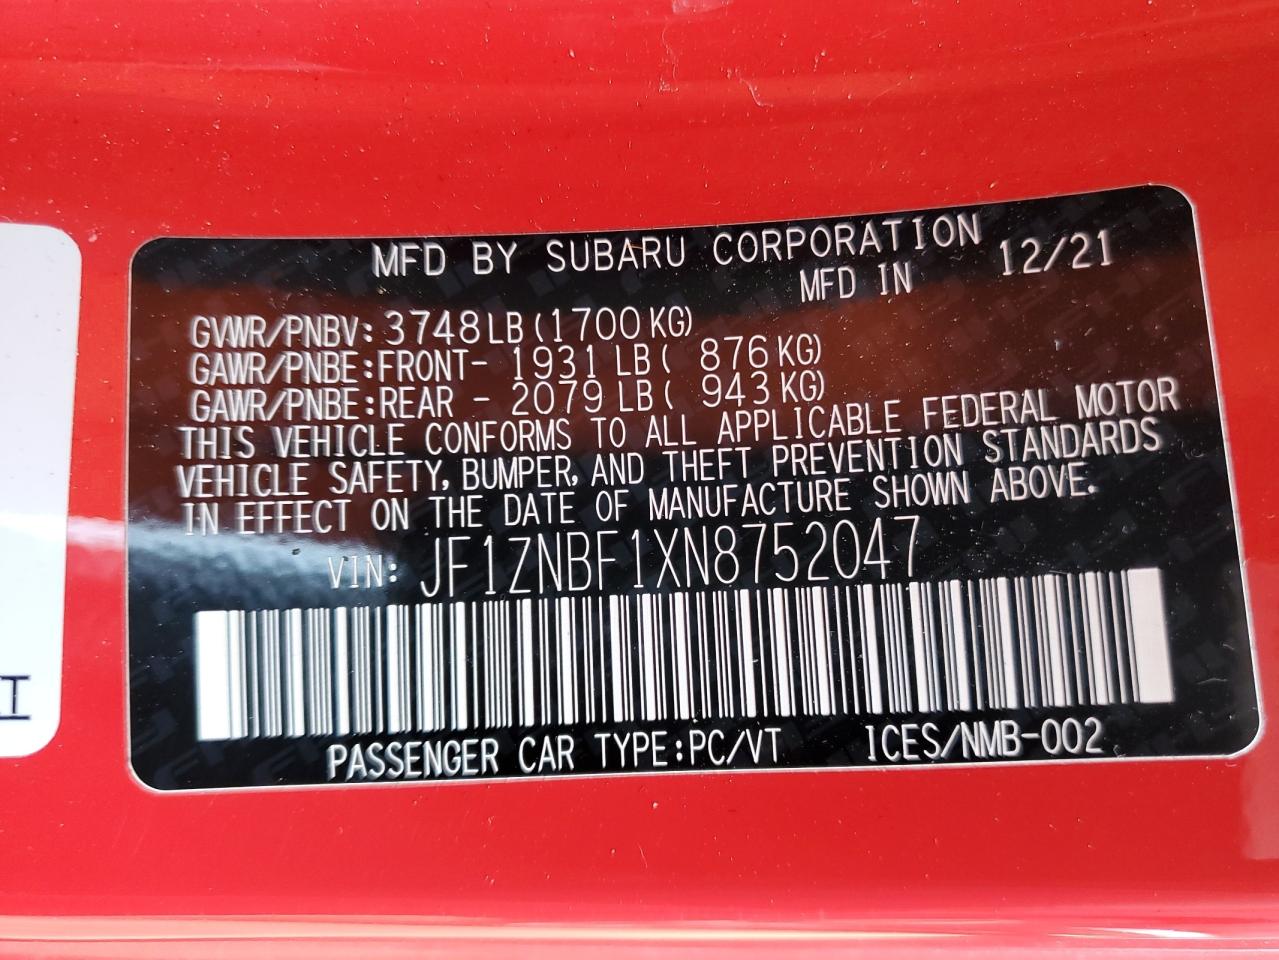 MFD BY SUBARU CORPORATION
MFD IN 12/21
GVWR/PNBV: 3748LB (1700KG)
GAWR/PNBE:FRONT- 1931 LB ( 876KG)
GAWR/PNBE:REAR - 2079 LB ( 943KG)
THIS VEHICLE CONFORMS TO ALL APPLICABLE FEDERAL MOTOR
VEHICLE SAFETY, BUMPER, AND THEFT PREVENTION STANDARDS
IN EFFECT ON THE DATE OF MANUFACTURE SHOWN ABOVE.
VIN: JF1ZNBF1XN8752047
PASSENGER CAR TYPE:PC/VT ICES/NMB-002